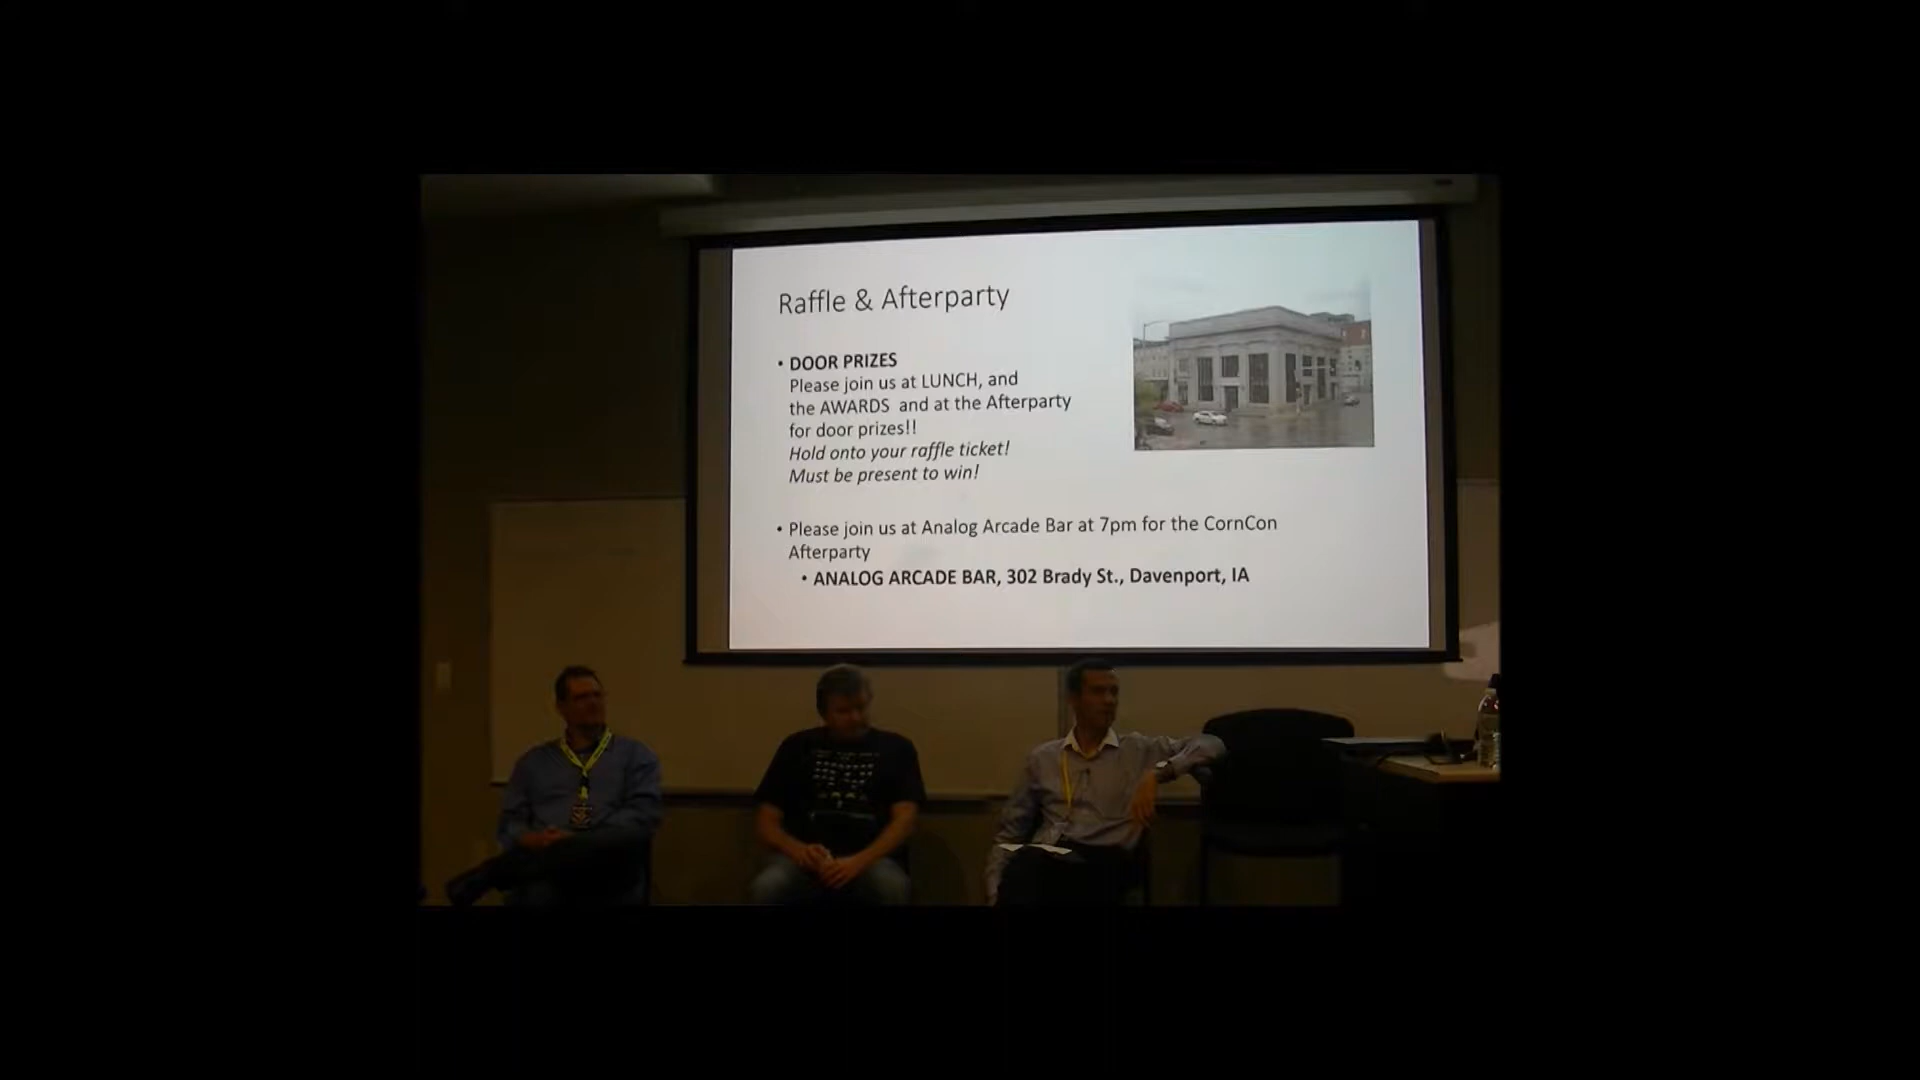 Raffle & Afterparty
• DOOR PRIZES
Please join us at LUNCH, and
the AWARDS and at the Afterparty
for door prizes!!
Hold onto your raffle ticket!
Must be present to win!
• Please join us at Analog Arcade Bar at 7pm for the CornCon
Afterparty
• ANALOG ARCADE BAR, 302 Brady St., Davenport, IA